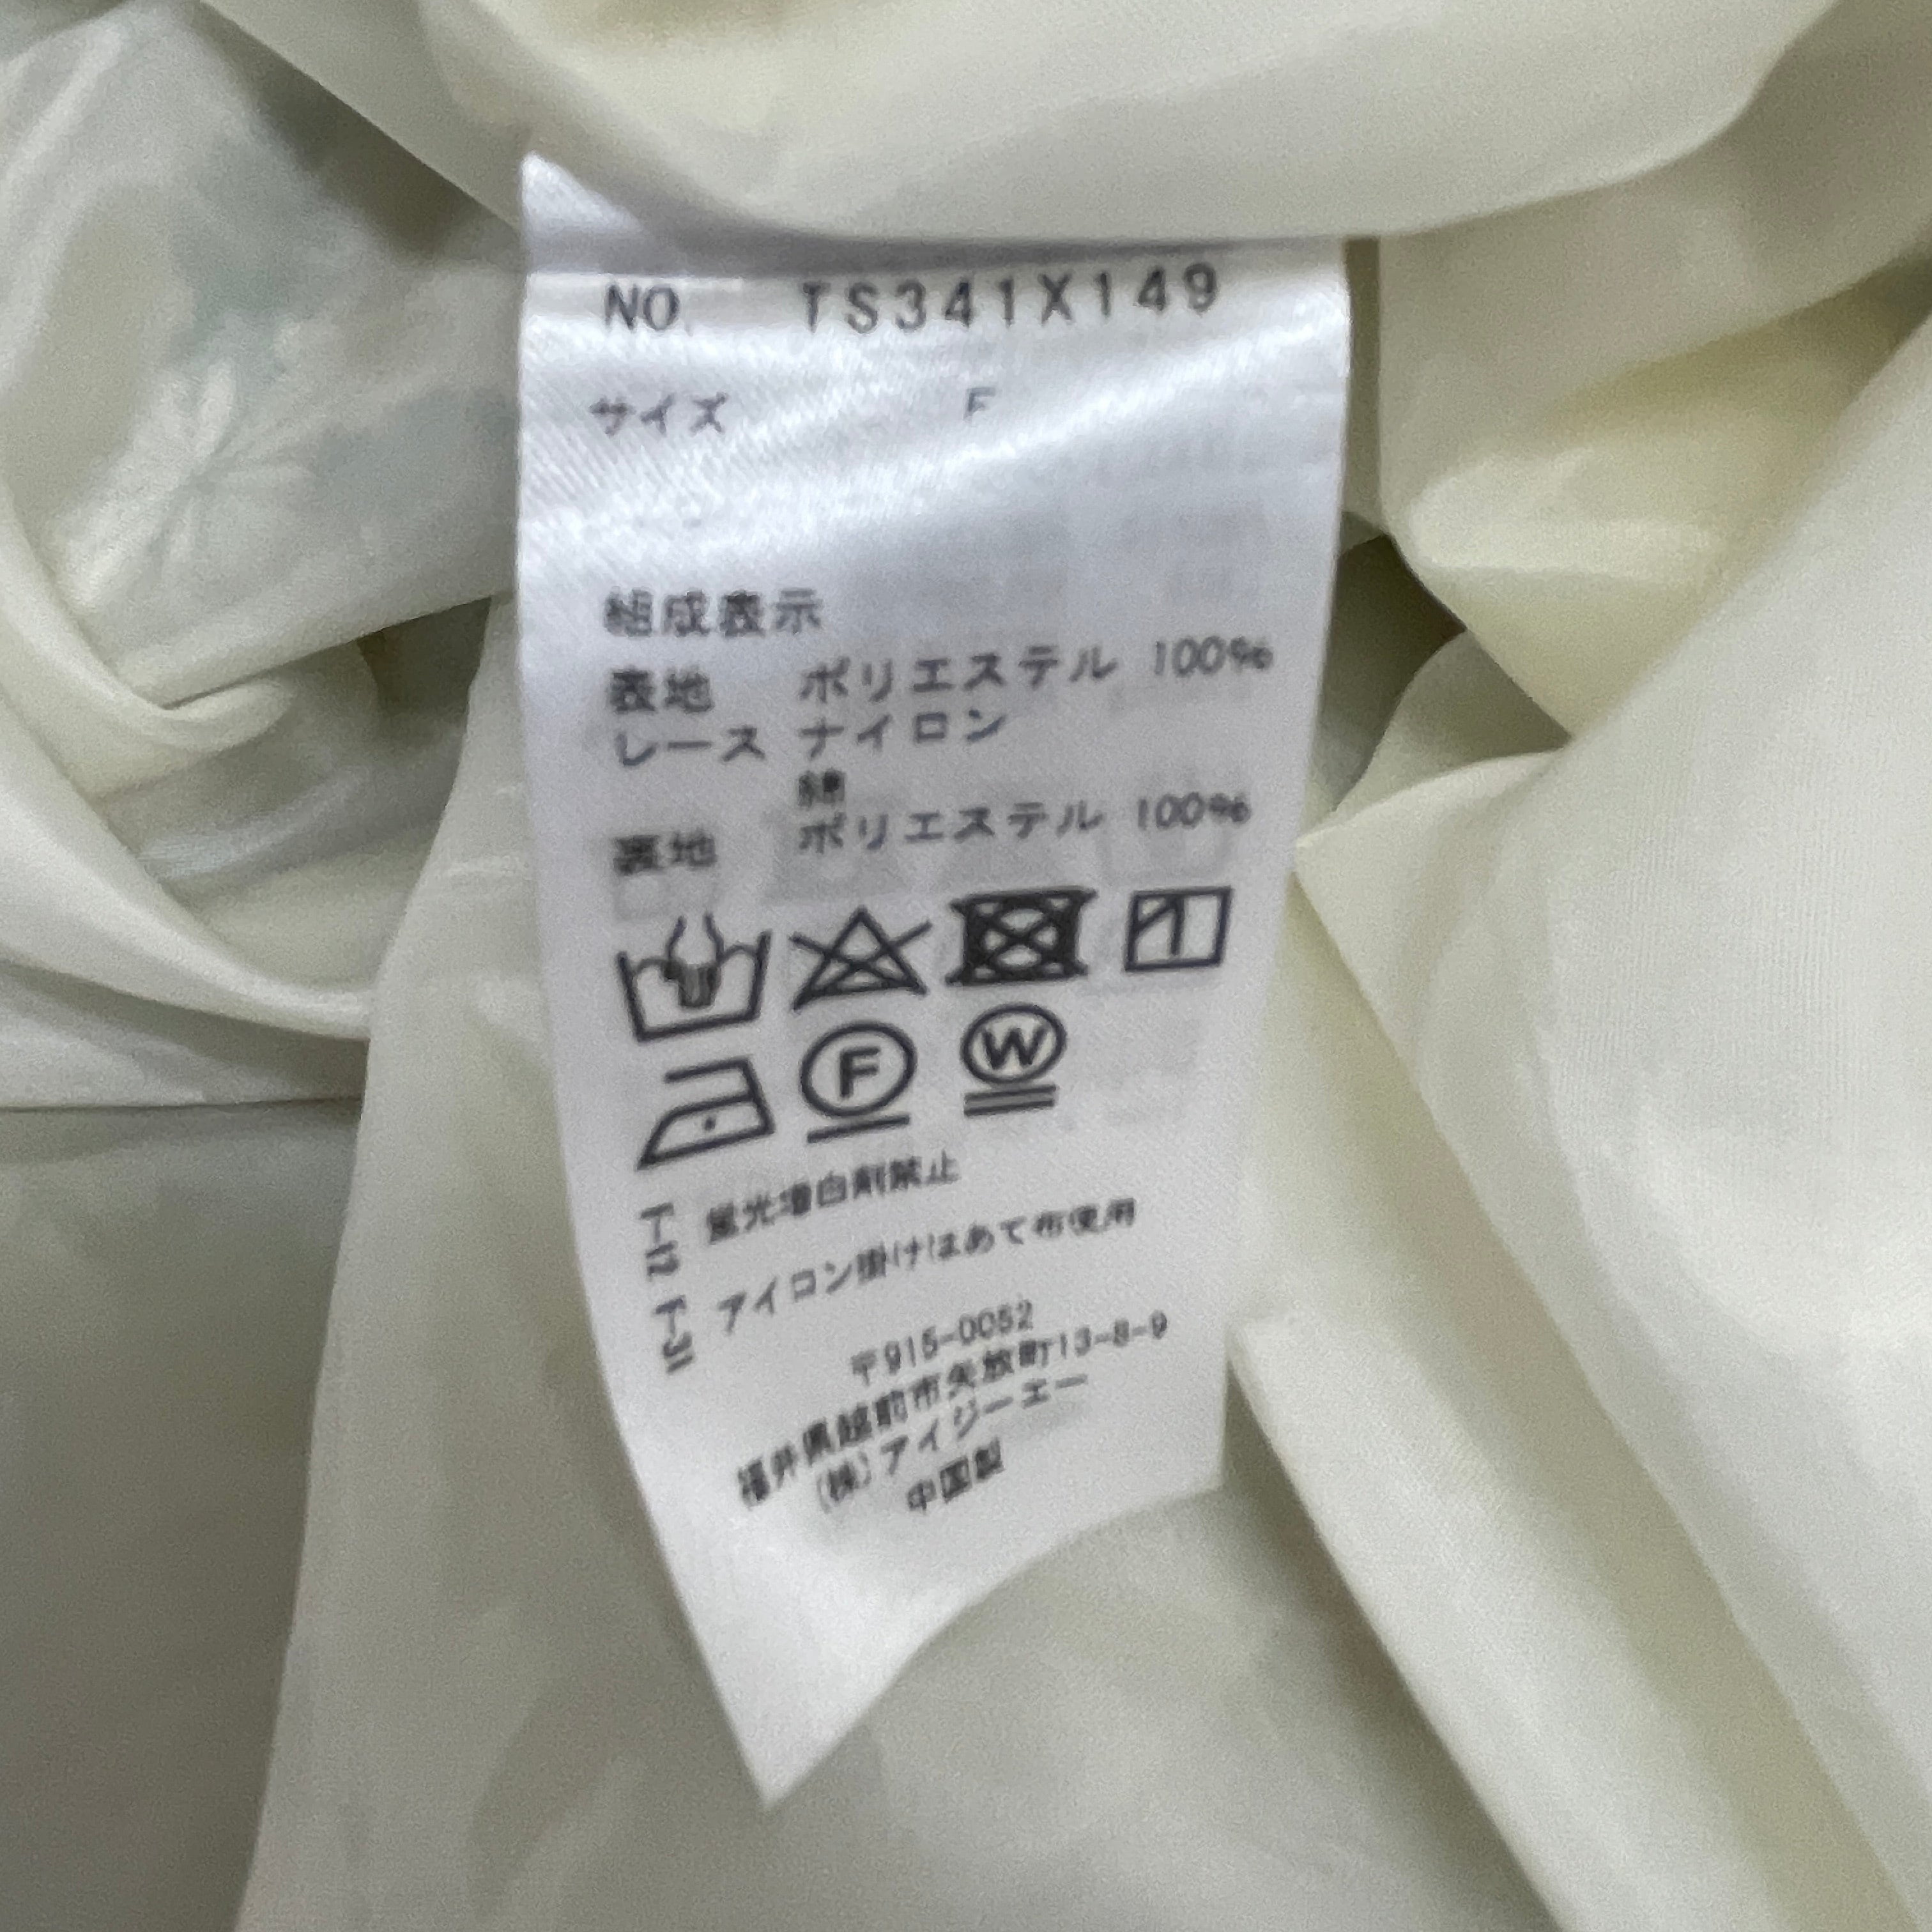 NO. TS341X149
サイズ F
組成表示
表地 ポリエステル 100%
レース ナイロン
綿
裏地 ポリエステル 100%
F W
ト-12 蛍光増白剤禁止
ト-31 アイロン掛けはあて布使用
〒915-0052
福井県越前市矢放町13-8-9
(株)アイジーエー
中国製